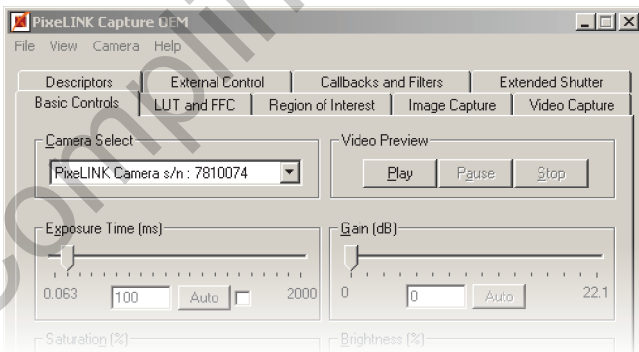 PixeLINK Capture OEM
File View Camera Help
Descriptors External Control Callbacks and Filters Extended Shutter
Basic Controls LUT and FFC Region of Interest Image Capture Video Capture
Camera Select
PixeLINK Camera s/n : 7810074
Video Preview
Play Pause Stop
Exposure Time (ms)
0.063 100 Auto 2000
Gain (dB)
0 0 Auto 22.1
Saturation (%)
Brightness (%)